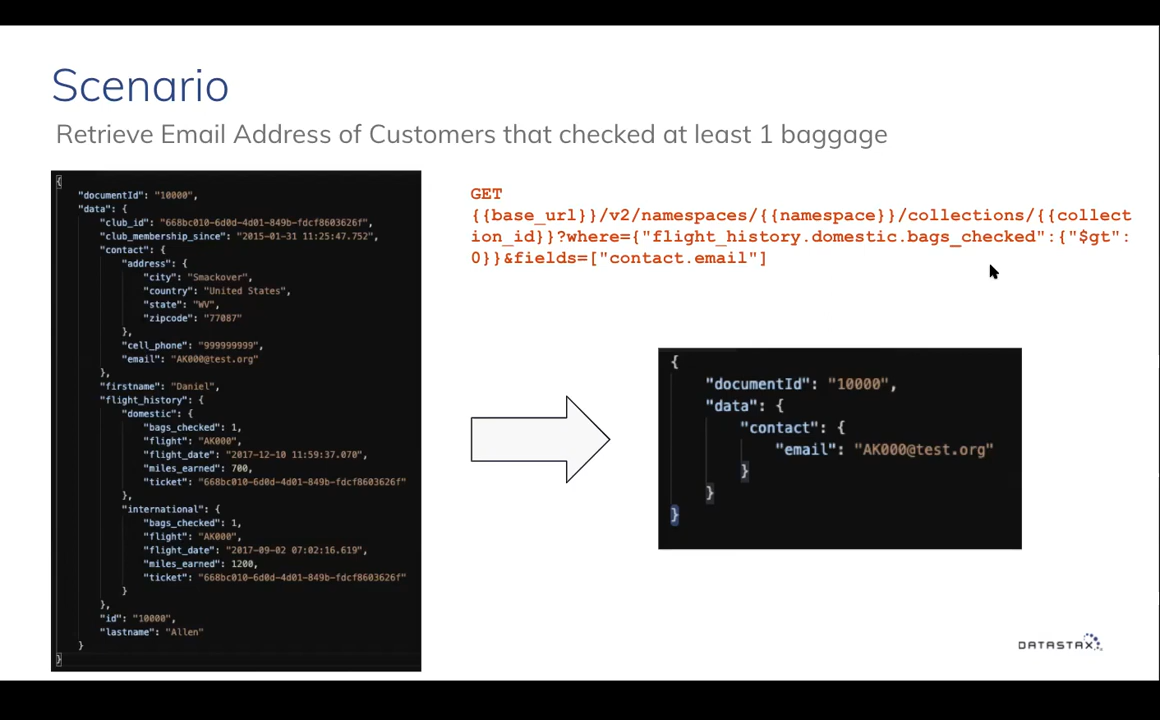 Scenario
Retrieve Email Address of Customers that checked at least 1 baggage
{
"documentId": "10000",
"data": {
"club_id": "668bc010-6d0d-4d01-849b-fdcf8603626f",
"club_membership_since": "2015-01-31 11:25:47.752",
"contact": {
"address": {
"city": "Smackover",
"country": "United States",
"state": "WV",
"zipcode": "77087"
},
"cell_phone": "999999999",
"email": "AK000@test.org"
},
"firstname": "Daniel",
"flight_history": {
"domestic": {
"bags_checked": 1,
"flight": "AK000",
"flight_date": "2017-12-10 11:59:37.070",
"miles_earned": 700,
"ticket": "668bc010-6d0d-4d01-849b-fdcf8603626f"
},
"international": {
"bags_checked": 1,
"flight": "AK000",
"flight_date": "2017-09-02 07:02:16.619",
"miles_earned": 1200,
"ticket": "668bc010-6d0d-4d01-849b-fdcf8603626f"
}
},
"id": "10000",
"lastname": "Allen"
}
}
GET
{{base_url}}/v2/namespaces/{{namespace}}/collections/{{collect
ion_id}}?where={"flight_history.domestic.bags_checked":{"$gt":
0}}&fields=["contact.email"]
{
"documentId": "10000",
"data": {
"contact": {
"email": "AK000@test.org"
}
}
}
DATASTAX